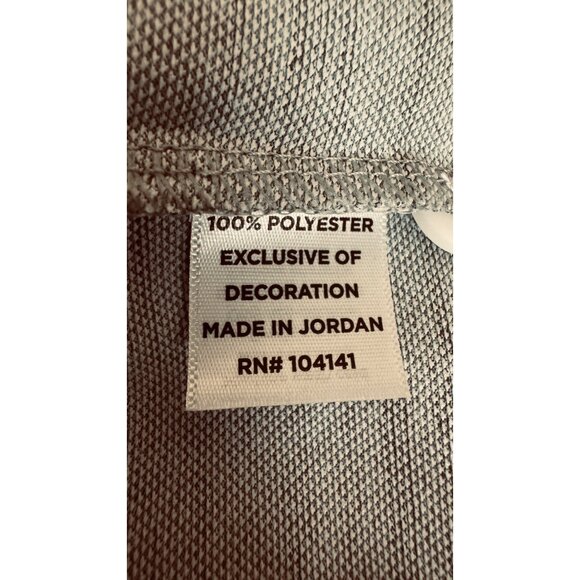 100% POLYESTER
EXCLUSIVE OF
DECORATION
MADE IN JORDAN
RN# 104141